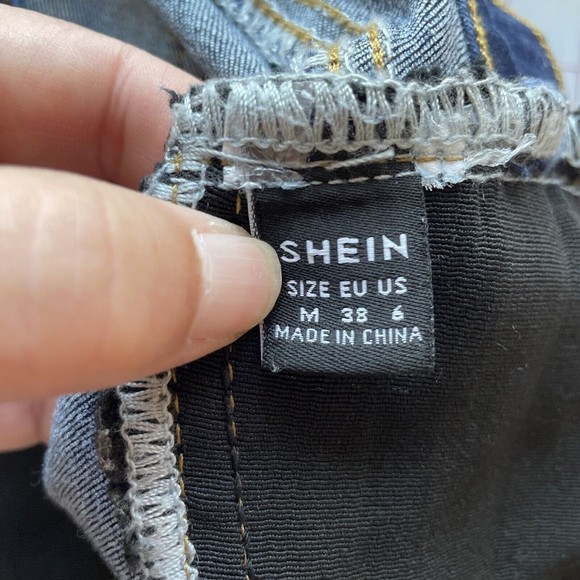 SHEIN
SIZE EU US
M 38 6
MADE IN CHINA